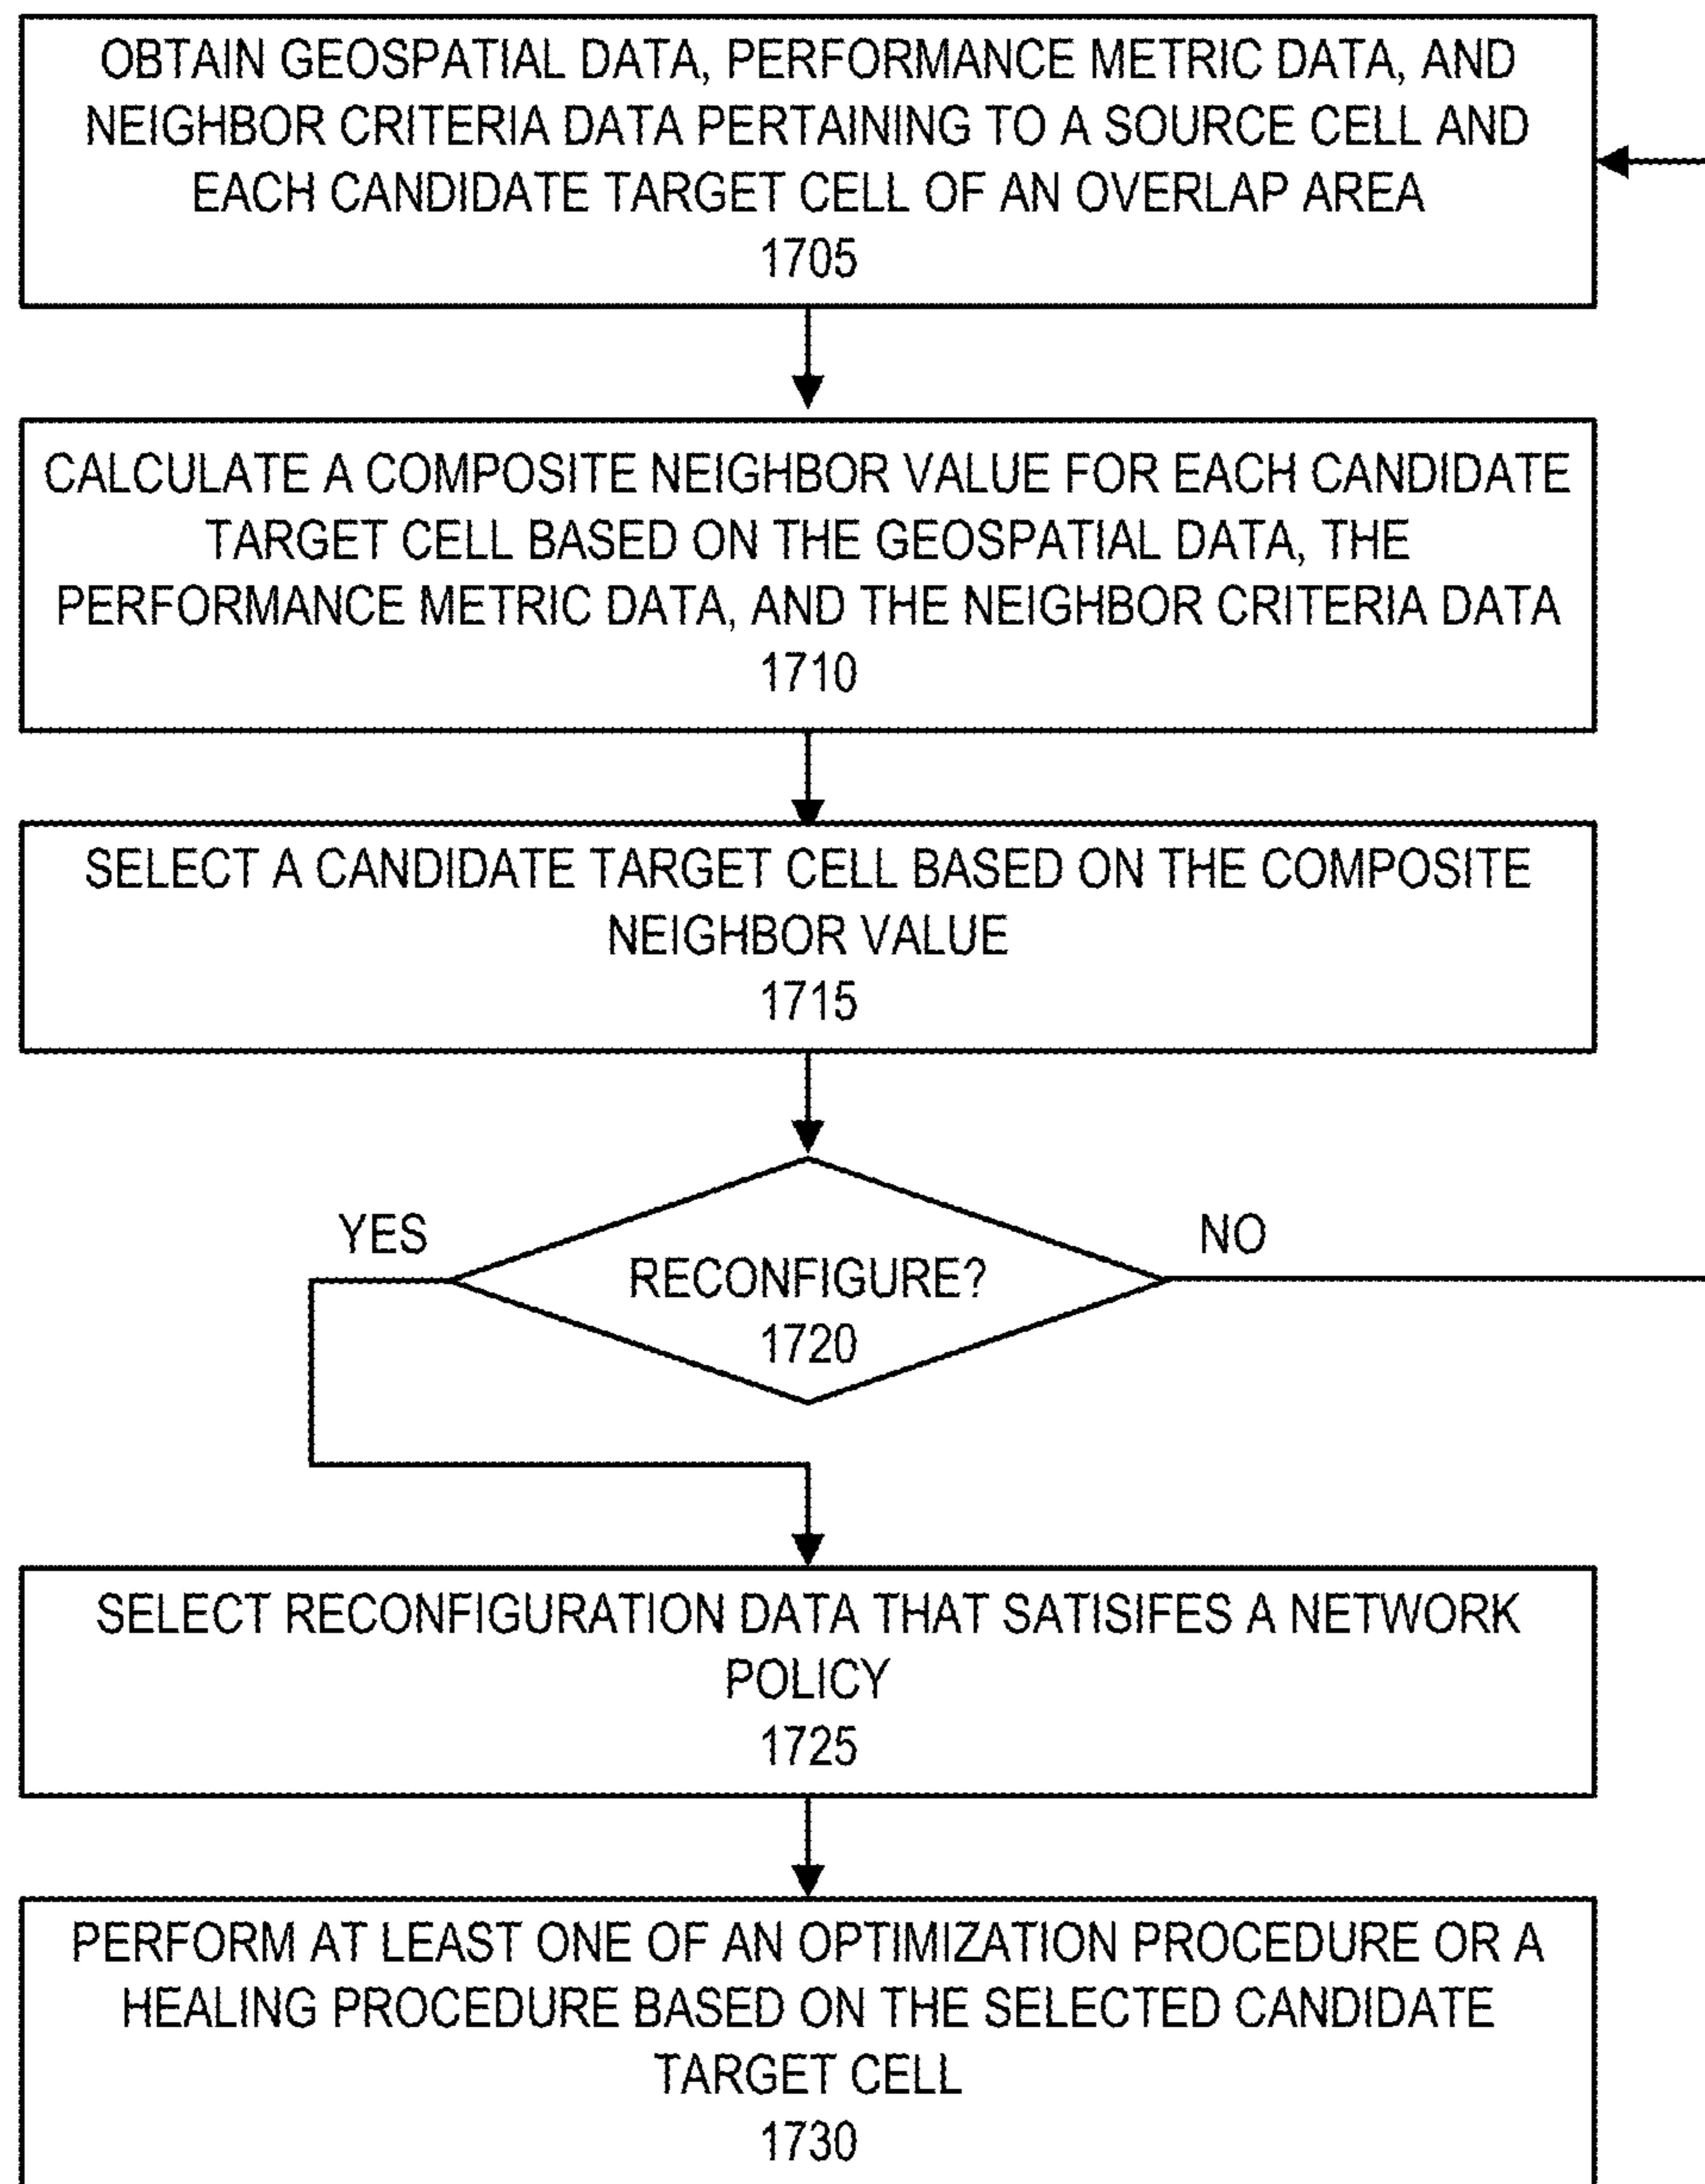 OBTAIN GEOSPATIAL DATA, PERFORMANCE METRIC DATA, AND
NEIGHBOR CRITERIA DATA PERTAINING TO A SOURCE CELL AND
EACH CANDIDATE TARGET CELL OF AN OVERLAP AREA
1705
CALCULATE A COMPOSITE NEIGHBOR VALUE FOR EACH CANDIDATE
TARGET CELL BASED ON THE GEOSPATIAL DATA, THE
PERFORMANCE METRIC DATA, AND THE NEIGHBOR CRITERIA DATA
1710
SELECT A CANDIDATE TARGET CELL BASED ON THE COMPOSITE
NEIGHBOR VALUE
1715
YES
NO
RECONFIGURE?
1720
SELECT RECONFIGURATION DATA THAT SATISIFES A NETWORK
POLICY
1725
PERFORM AT LEAST ONE OF AN OPTIMIZATION PROCEDURE OR A
HEALING PROCEDURE BASED ON THE SELECTED CANDIDATE
TARGET CELL
1730